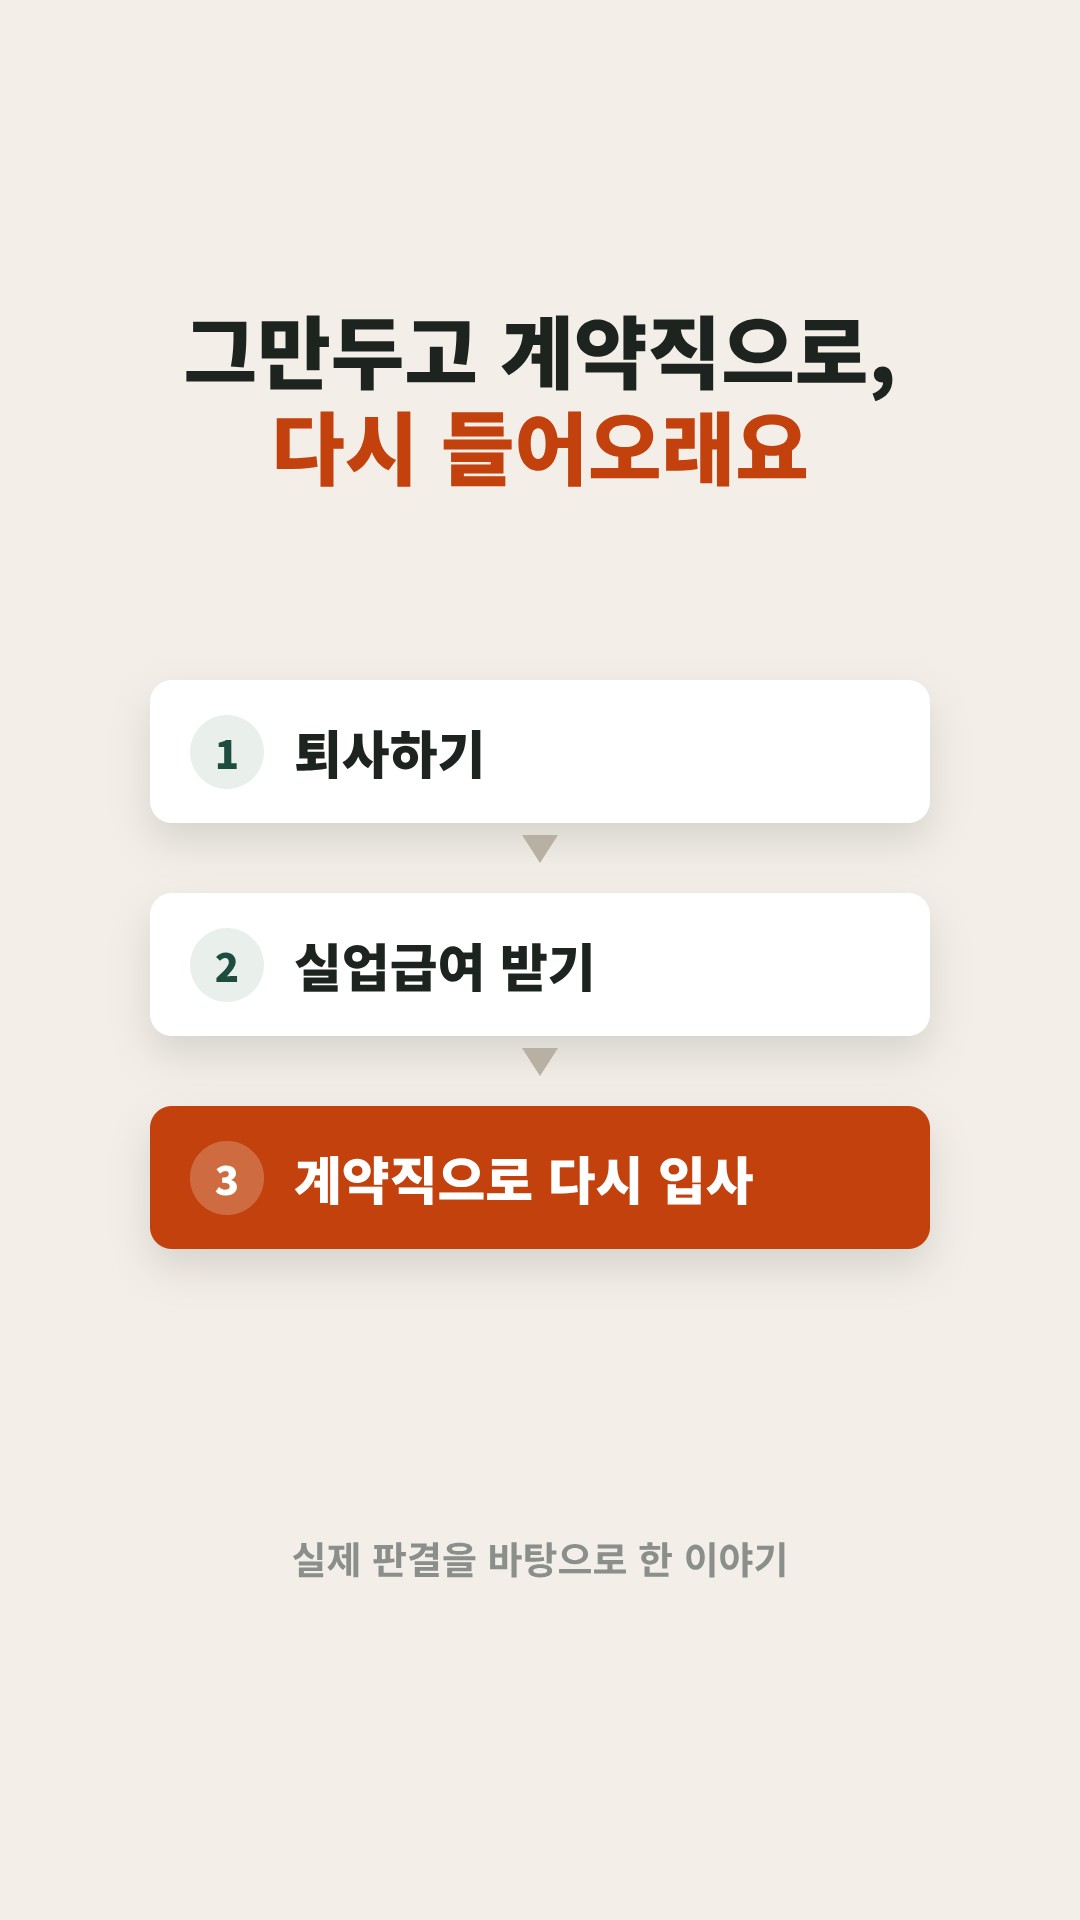 그만두고 계약직으로,
다시 들어오래요
1 퇴사하기
2 실업급여 받기
3 계약직으로 다시 입사
실제 판결을 바탕으로 한 이야기